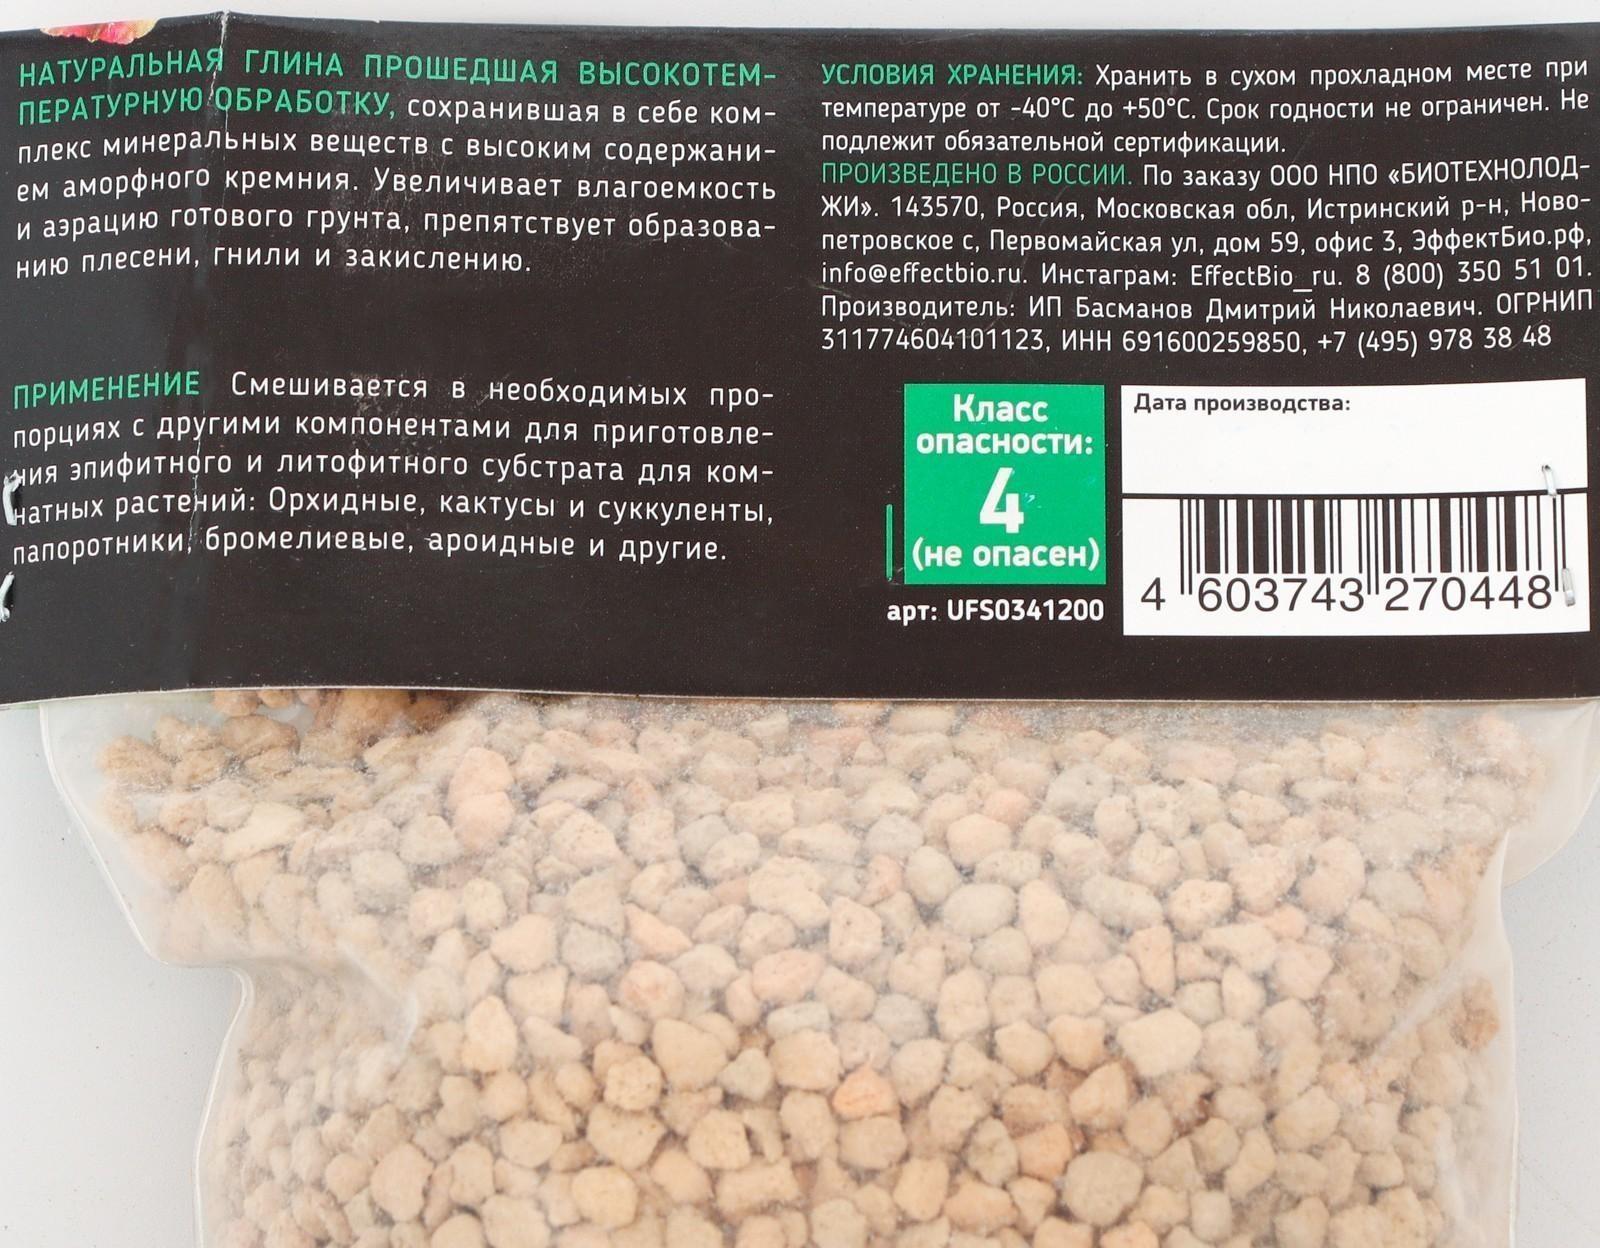 НАТУРАЛЬНАЯ ГЛИНА ПРОШЕДШАЯ ВЫСОКОТЕМ-
ПЕРАТУРНУЮ ОБРАБОТКУ, сохранившая в себе ком-
плекс минеральных веществ с высоким содержани-
ем аморфного кремния. Увеличивает влагоемкость
и аэрацию готового грунта, препятствует образова-
нию плесени, гнили и закислению.
ПРИМЕНЕНИЕ Смешивается в необходимых про-
порциях с другими компонентами для приготовле-
ния эпифитного и литофитного субстрата для ком-
натных растений: Орхидные, кактусы и суккуленты,
папоротники, бромелиевые, ароидные и другие.
УСЛОВИЯ ХРАНЕНИЯ: Хранить в сухом прохладном месте при
температуре от -40°С до +50°С. Срок годности не ограничен. Не
подлежит обязательной сертификации.
ПРОИЗВЕДЕНО В РОССИИ. По заказу ООО НПО «БИОТЕХНОЛОД-
ЖИ». 143570, Россия, Московская обл, Истринский р-н, Ново-
петровское с, Первомайская ул, дом 59, офис 3, ЭффектБио.рф,
info@effectbio.ru. Инстаграм: EffectBio_ru. 8 (800) 350 51 01.
Производитель: ИП Басманов Дмитрий Николаевич. ОГРНИП
311774604101123, ИНН 691600259850, +7 (495) 978 38 48
Класс
опасности:
4
(не опасен)
арт: UFS0341200
Дата производства:
4 603743 270448